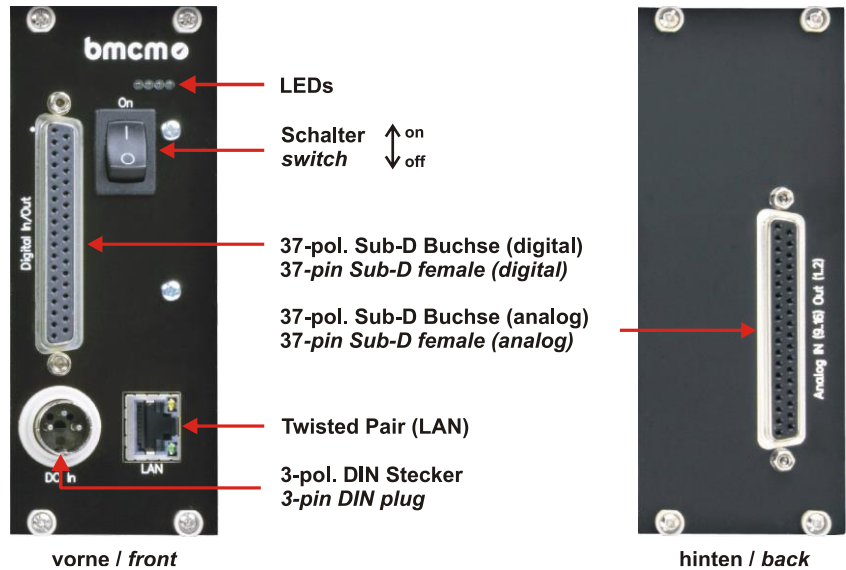 bmcm
On
Digital In/Out
DC In
LAN
LEDs
Schalter
switch
on
off
37-pol. Sub-D Buchse (digital)
37-pin Sub-D female (digital)
37-pol. Sub-D Buchse (analog)
37-pin Sub-D female (analog)
Twisted Pair (LAN)
3-pol. DIN Stecker
3-pin DIN plug
Analog IN (9..16) Out (1..2)
vorne / front
hinten / back